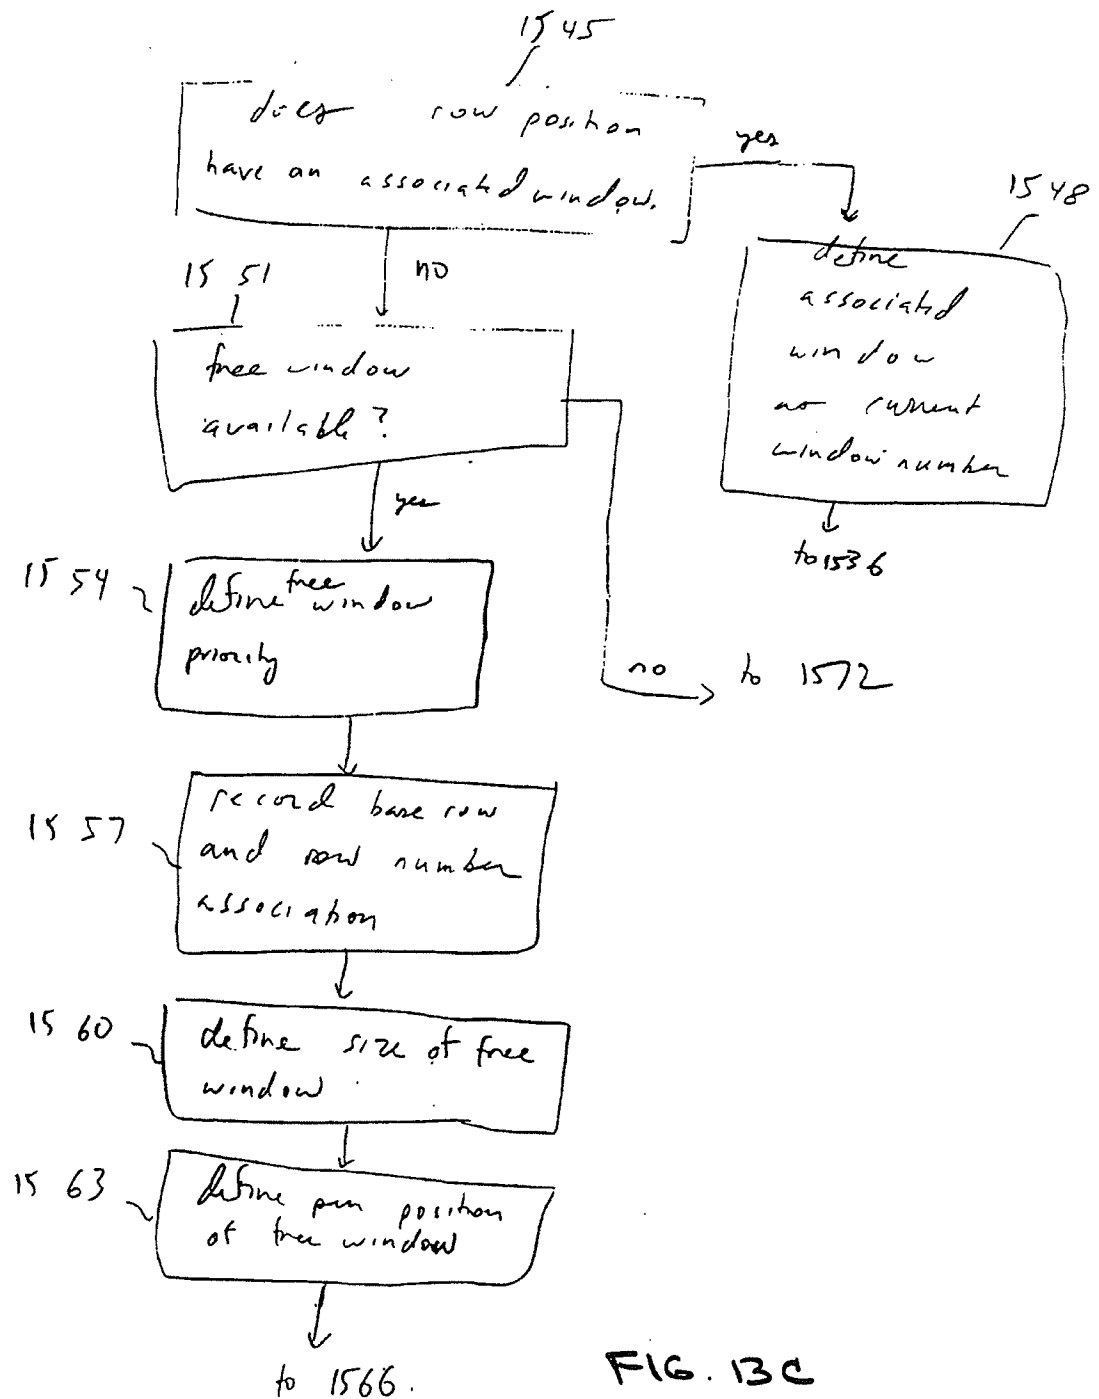 1545
does row position
have an associated window.
yes
1548
define
associated
window
as current
window number
to 1536
no
1551
free window
available?
no
to 1572
yes
1554
free
define window
priority
1557
record base row
and row number
association
1560
define size of free
window
1563
define pen position
of free window
to 1566.
FIG. 13C